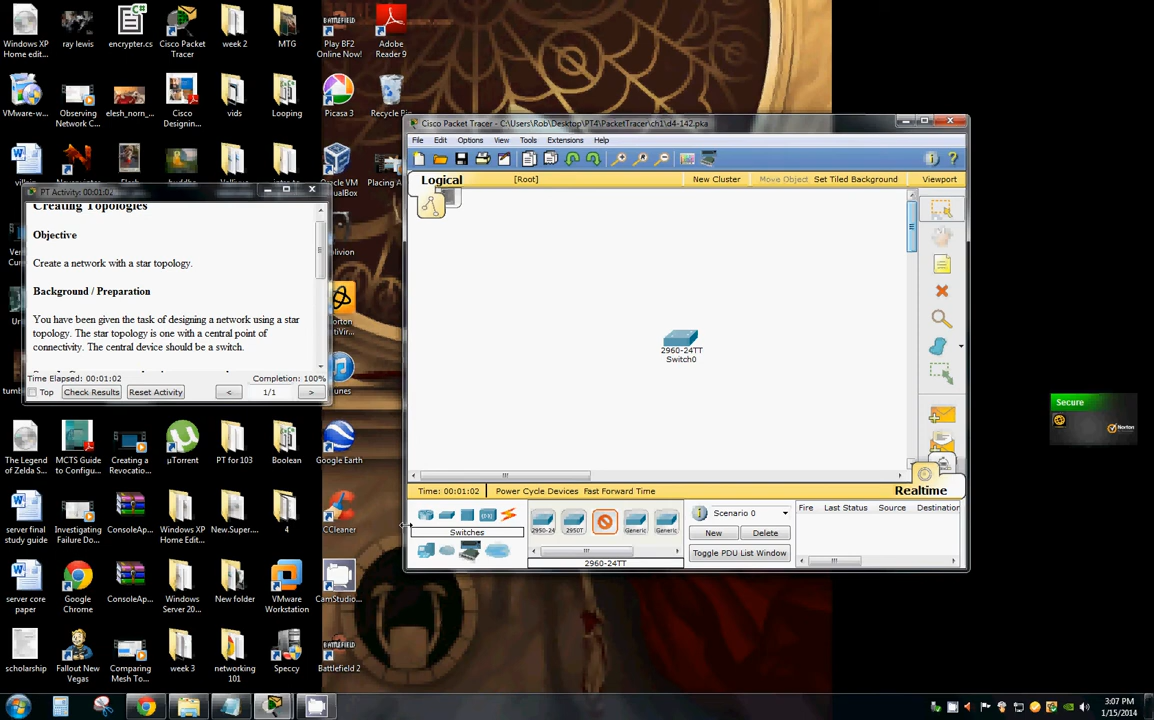 Windows XP
Home edit...
ray lewis
encrypter.cs
Cisco Packet
Tracer
week 2
MTG
Play BF2
Online Now!
Adobe
Reader 9
VMware-w...
Observing
Network C...
elesh_norn_...
Cisco
Designin...
vids
Looping
Picasa 3
Recycle
Oracle VM
VirtualBox
Placing A
PT Activity: 00:01:02
Creating Topologies
Objective
Create a network with a star topology.
Background / Preparation
You have been given the task of designing a network using a star
topology. The star topology is one with a central point of
connectivity. The central device should be a switch.
Time Elapsed: 00:01:02
Completion: 100%
Top
Check Results
Reset Activity
<
1/1
>
Cisco Packet Tracer - C:\Users\Rob\Desktop\PT4\PacketTracer\ch1\d4-142.pka
File
Edit
Options
View
Tools
Extensions
Help
Logical
[Root]
New Cluster
Move Object
Set Tiled Background
Viewport
2960-24TT
Switch0
Time: 00:01:02
Power Cycle Devices
Fast Forward Time
Realtime
Switches
2950-24
2950T
Generic
Generic
2960-24TT
Scenario 0
New
Delete
Toggle PDU List Window
Fire
Last Status
Source
Destination
Secure
Norton
The Legend
of Zelda S...
MCTS Guide
to Configu...
Creating a
Revocatio...
µTorrent
PT for 103
Boolean
Google Earth
server final
study guide
Investigating
Failure Do...
ConsoleAp...
Windows XP
Home Edit...
New.Super...
4
CCleaner
server core
paper
Google
Chrome
ConsoleAp...
Windows
Server 20...
New folder
VMware
Workstation
CamStudio...
scholarship
Fallout New
Vegas
Comparing
Mesh To...
week 3
networking
101
Speccy
Battlefield 2
3:07 PM
1/15/2014